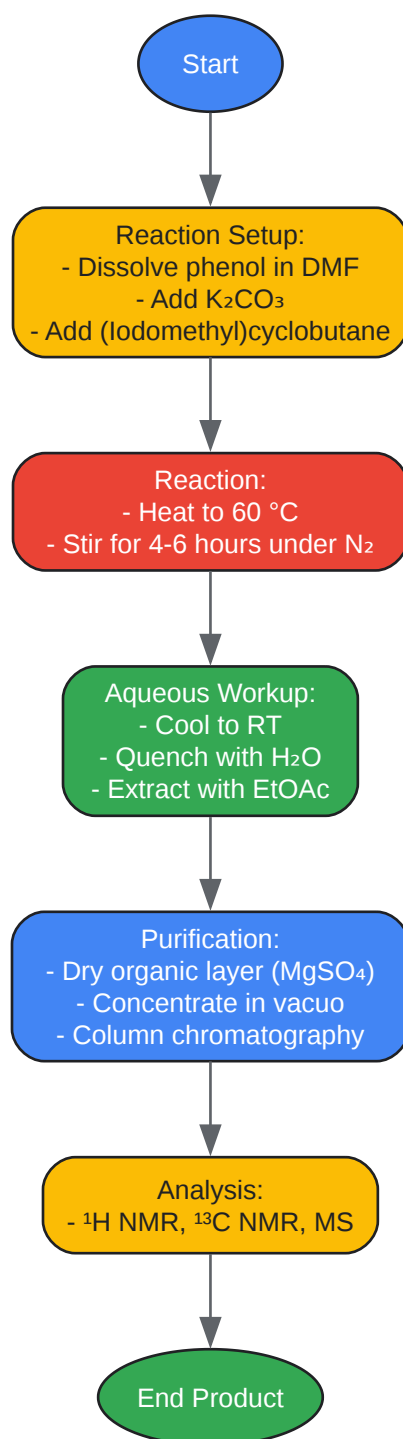 Start
Reaction Setup:
- Dissolve phenol in DMF
- Add K₂CO₃
- Add (Iodomethyl)cyclobutane
Reaction:
- Heat to 60 °C
- Stir for 4-6 hours under N₂
Aqueous Workup:
- Cool to RT
- Quench with H₂O
- Extract with EtOAc
Purification:
- Dry organic layer (MgSO₄)
- Concentrate in vacuo
- Column chromatography
Analysis:
- ¹H NMR, ¹³C NMR, MS
End Product